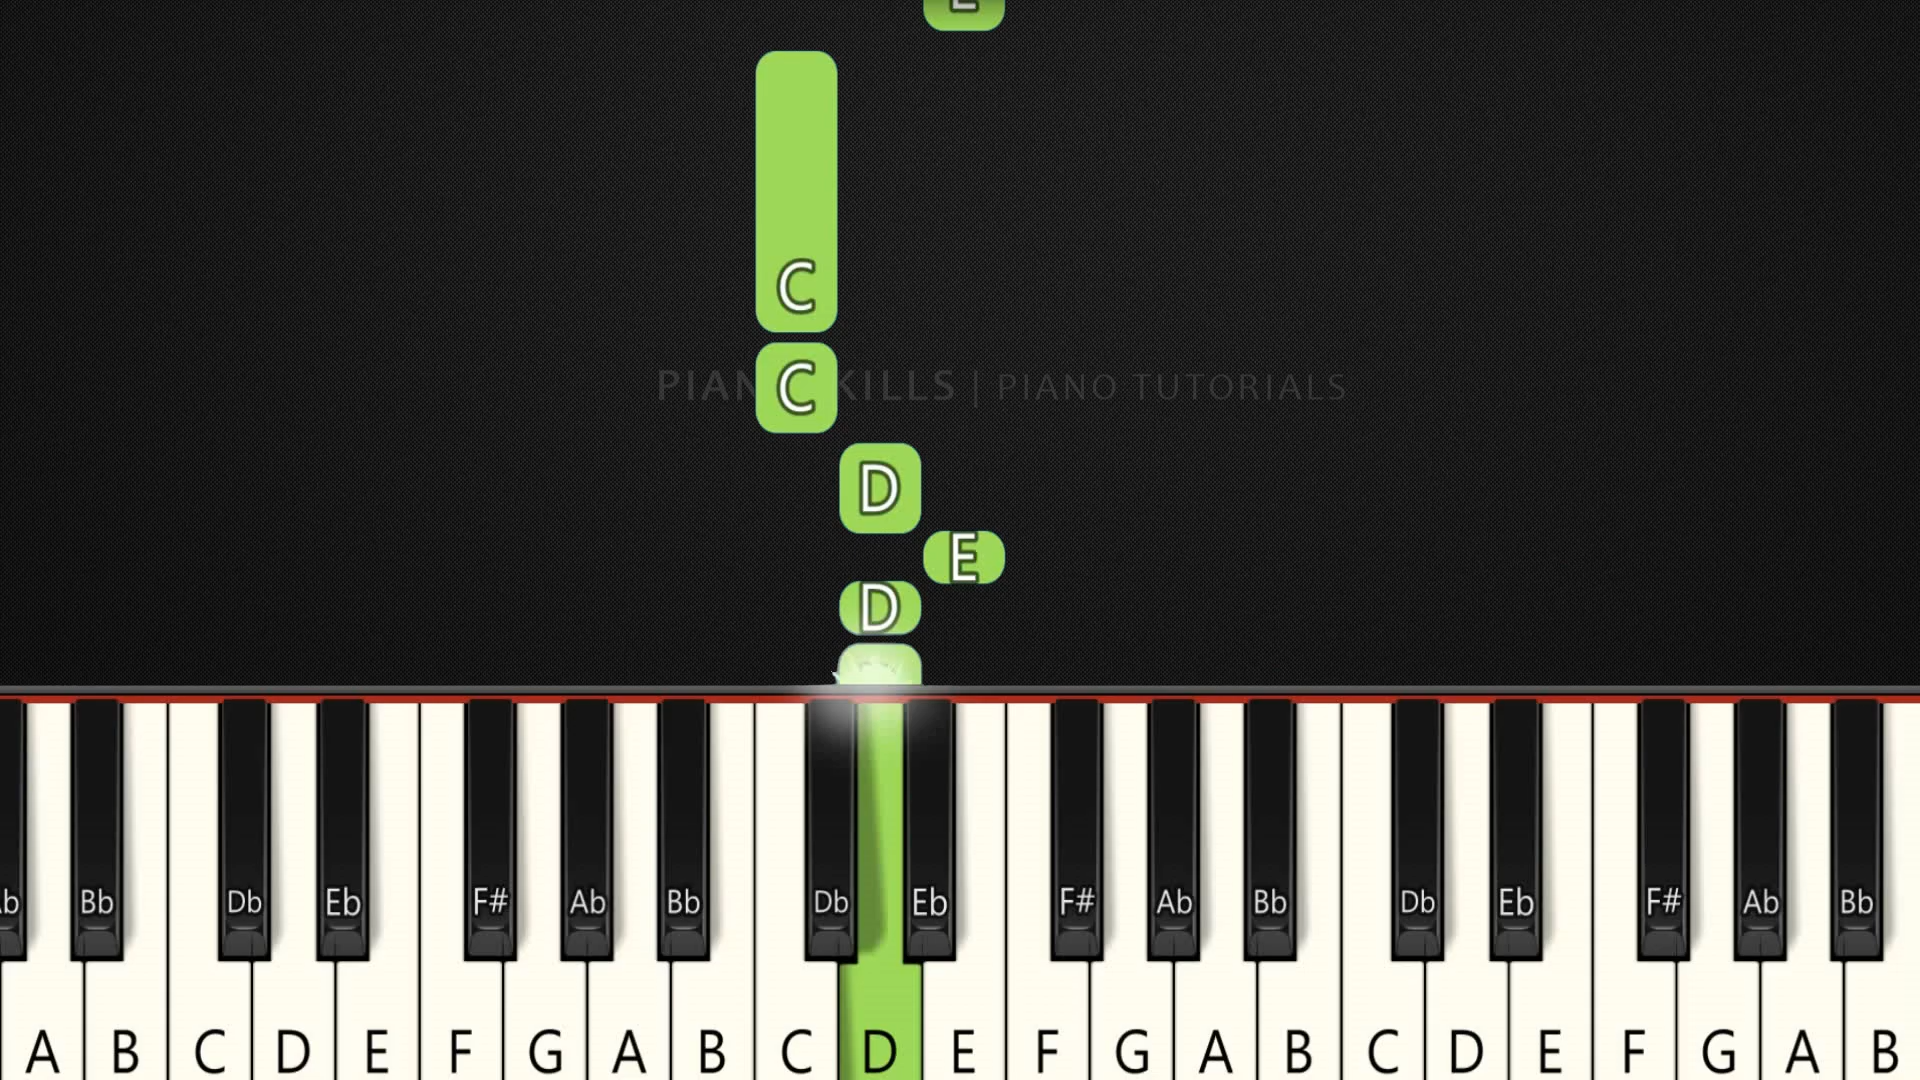 E
C
C
PIAN KILLS | PIANO TUTORIALS
D
E
D
b Bb Db Eb F# Ab Bb Db Eb F# Ab Bb Db Eb F# Ab Bb
A B C D E F G A B C D E F G A B C D E F G A B